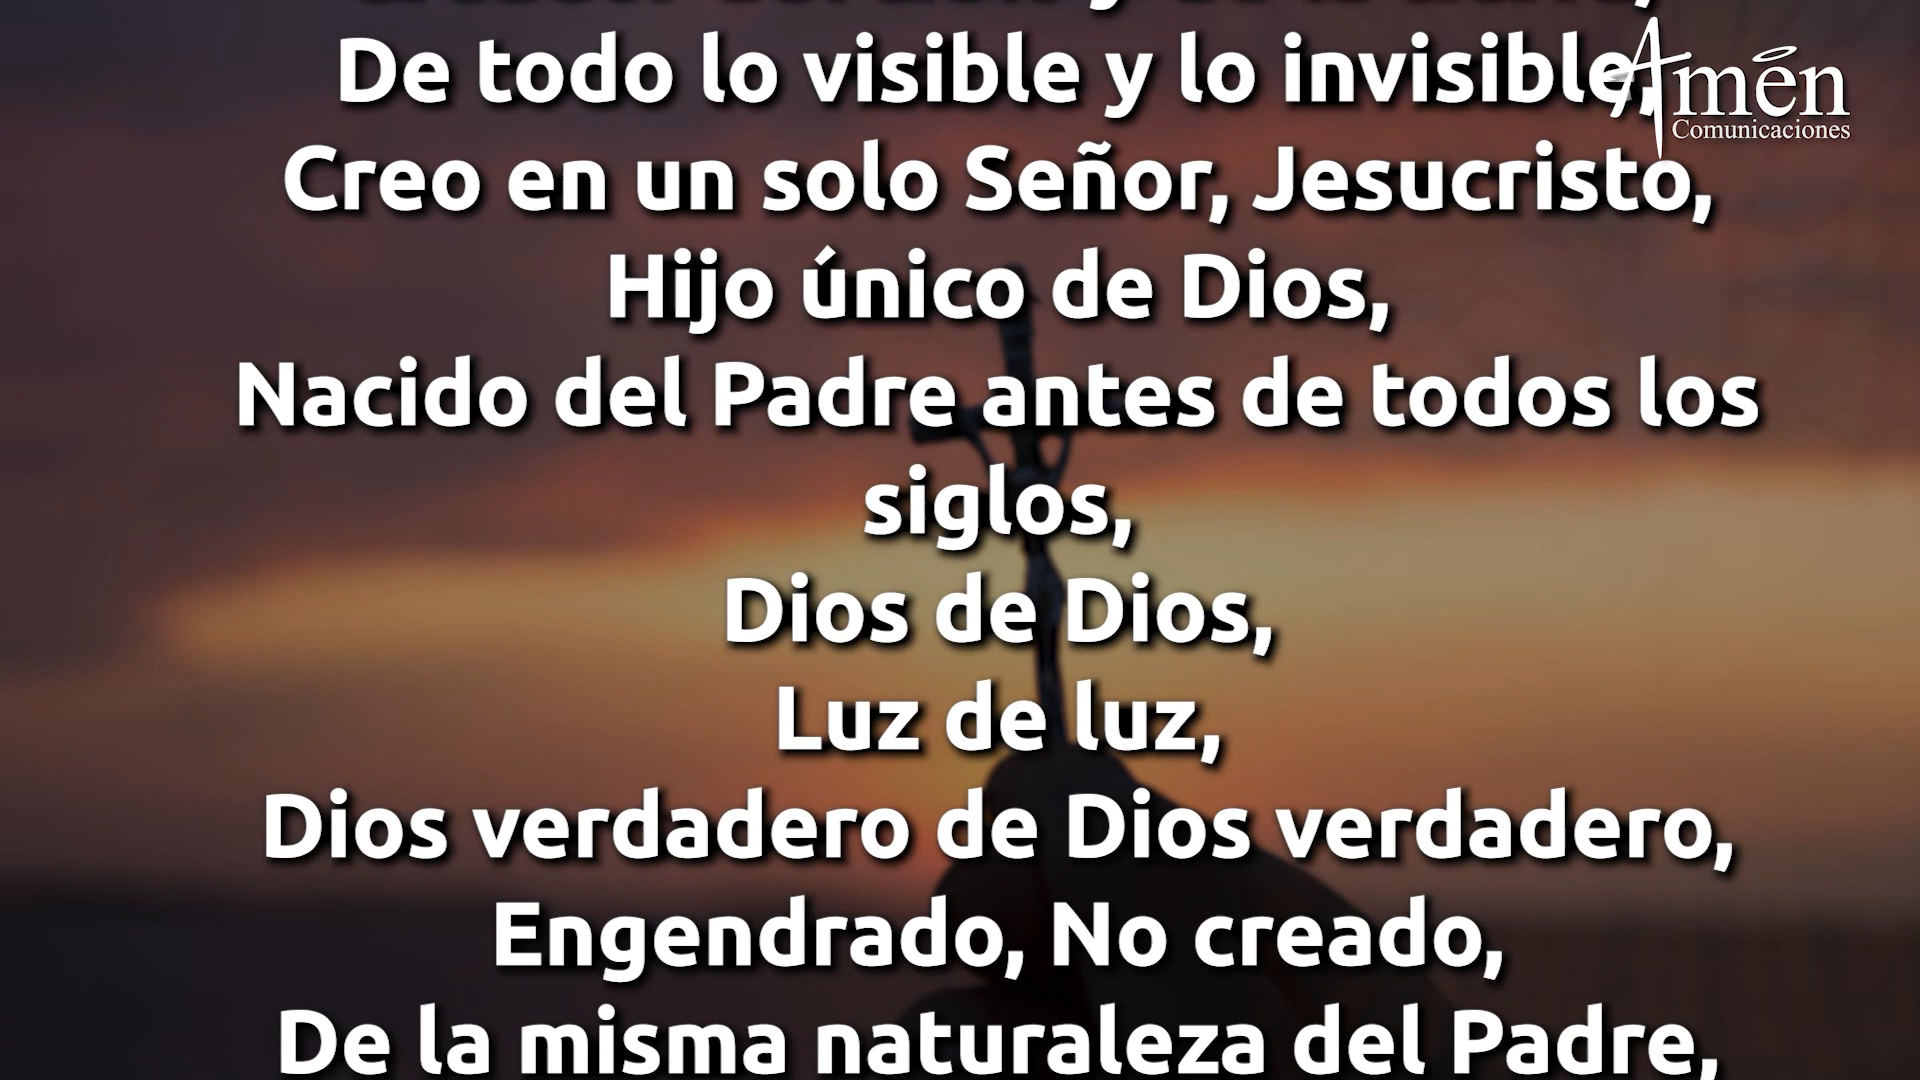 De todo lo visible y lo invisible,
Creo en un solo Señor, Jesucristo,
Hijo único de Dios,
Nacido del Padre antes de todos los
siglos,
Dios de Dios,
Luz de luz,
Dios verdadero de Dios verdadero,
Engendrado, No creado,
De la misma naturaleza del Padre,
Amén
Comunicaciones